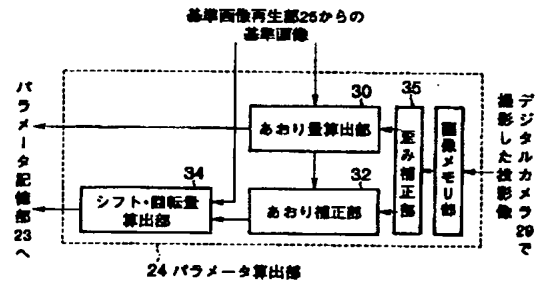 基準画像再生部25からの
基準画像
パラメータ記憶部23へ
30
あおり量算出部
35
歪み補正部
画像メモリ部
デジタルカメラ29で
撮影した投影像
34
シフト・回転量
算出部
32
あおり補正部
24 パラメータ算出部